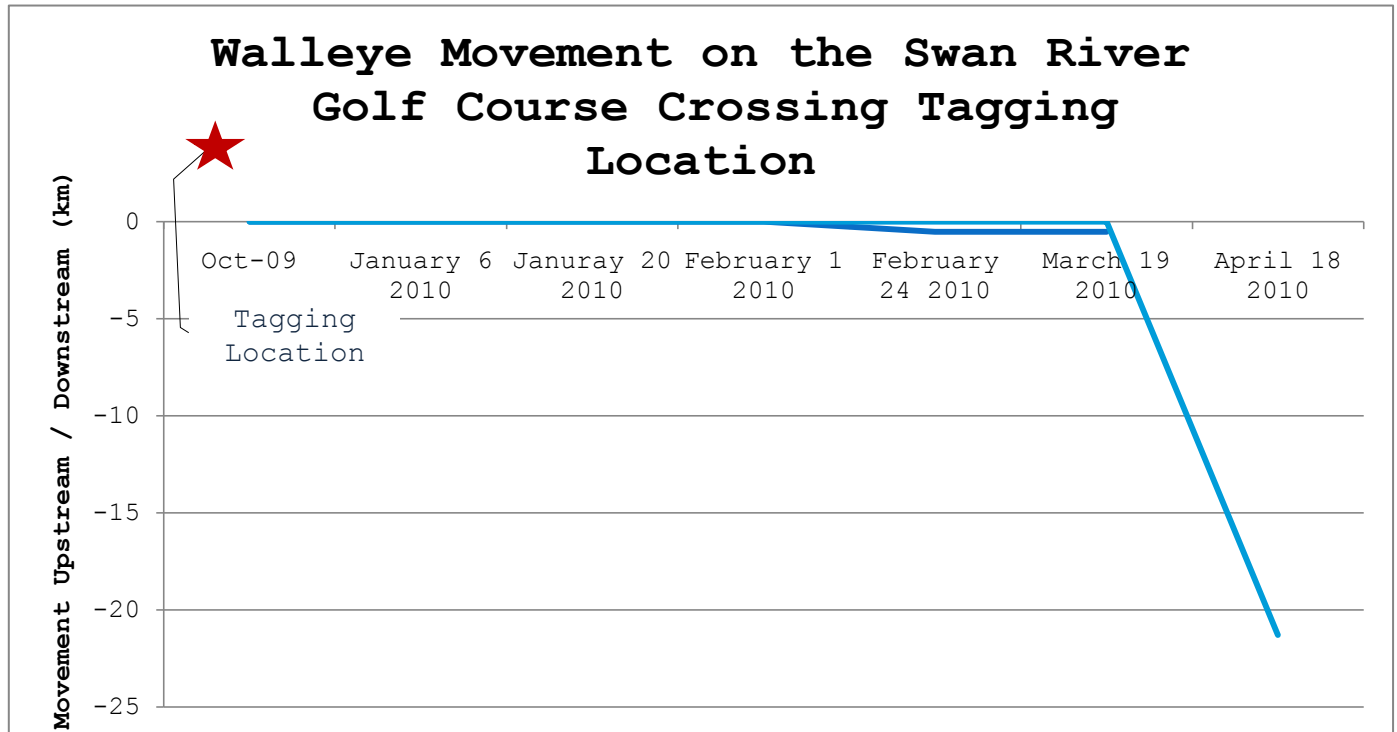 Walleye Movement on the Swan River
Golf Course Crossing Tagging
Location
Movement Upstream / Downstream (km)
0
-5
-10
-15
-20
-25
Oct-09
January 6
2010
Januray 20
2010
February 1
2010
February
24 2010
March 19
2010
April 18
2010
Tagging
Location